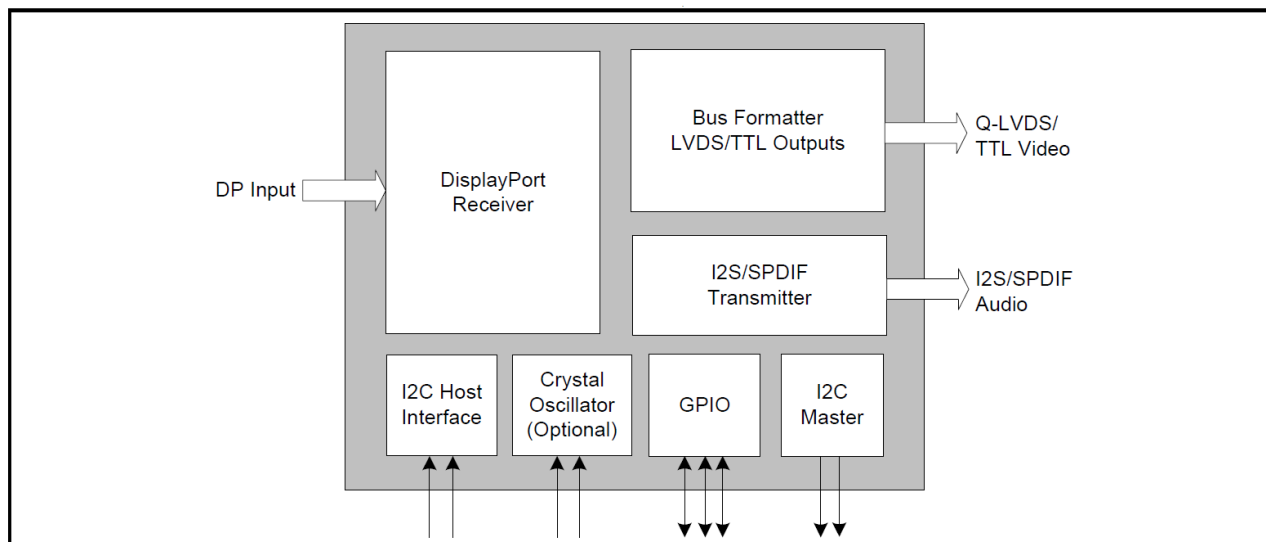 DP Input
DisplayPort
Receiver
Bus Formatter
LVDS/TTL Outputs
Q-LVDS/
TTL Video
I2S/SPDIF
Transmitter
I2S/SPDIF
Audio
I2C Host
Interface
Crystal
Oscillator
(Optional)
GPIO
I2C
Master